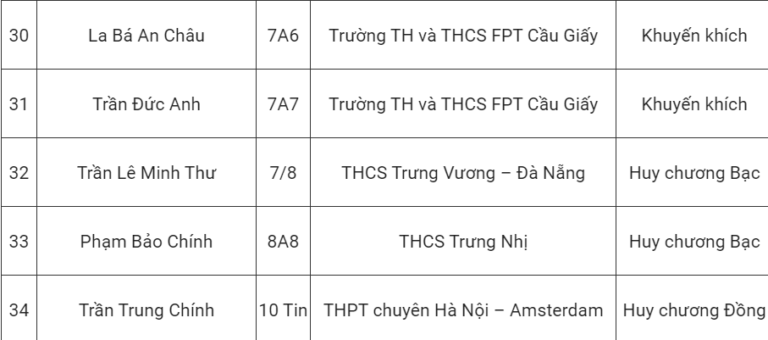 30 La Bá An Châu 7A6 Trường TH và THCS FPT Cầu Giấy Khuyến khích
31 Trần Đức Anh 7A7 Trường TH và THCS FPT Cầu Giấy Khuyến khích
32 Trần Lê Minh Thư 7/8 THCS Trưng Vương – Đà Nẵng Huy chương Bạc
33 Phạm Bảo Chính 8A8 THCS Trưng Nhị Huy chương Bạc
34 Trần Trung Chính 10 Tin THPT chuyên Hà Nội – Amsterdam Huy chương Đồng